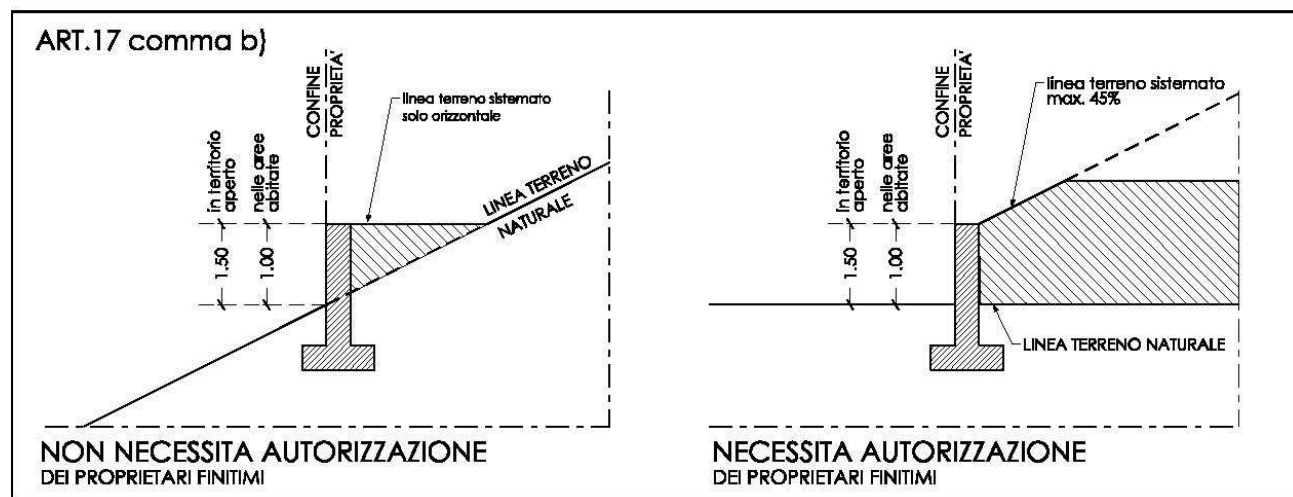 ART.17 comma b)
CONFINE
PROPRIETA'
linea terreno sistemato
solo orizzontale
in territorio
aperto
nelle aree
abitate
1.50
1.00
LINEA TERRENO
NATURALE
NON NECESSITA AUTORIZZAZIONE
DEI PROPRIETARI FINITIMI
CONFINE
PROPRIETA'
linea terreno sistemato
max. 45%
in territorio
aperto
nelle aree
abitate
1.50
1.00
LINEA TERRENO NATURALE
NECESSITA AUTORIZZAZIONE
DEI PROPRIETARI FINITIMI